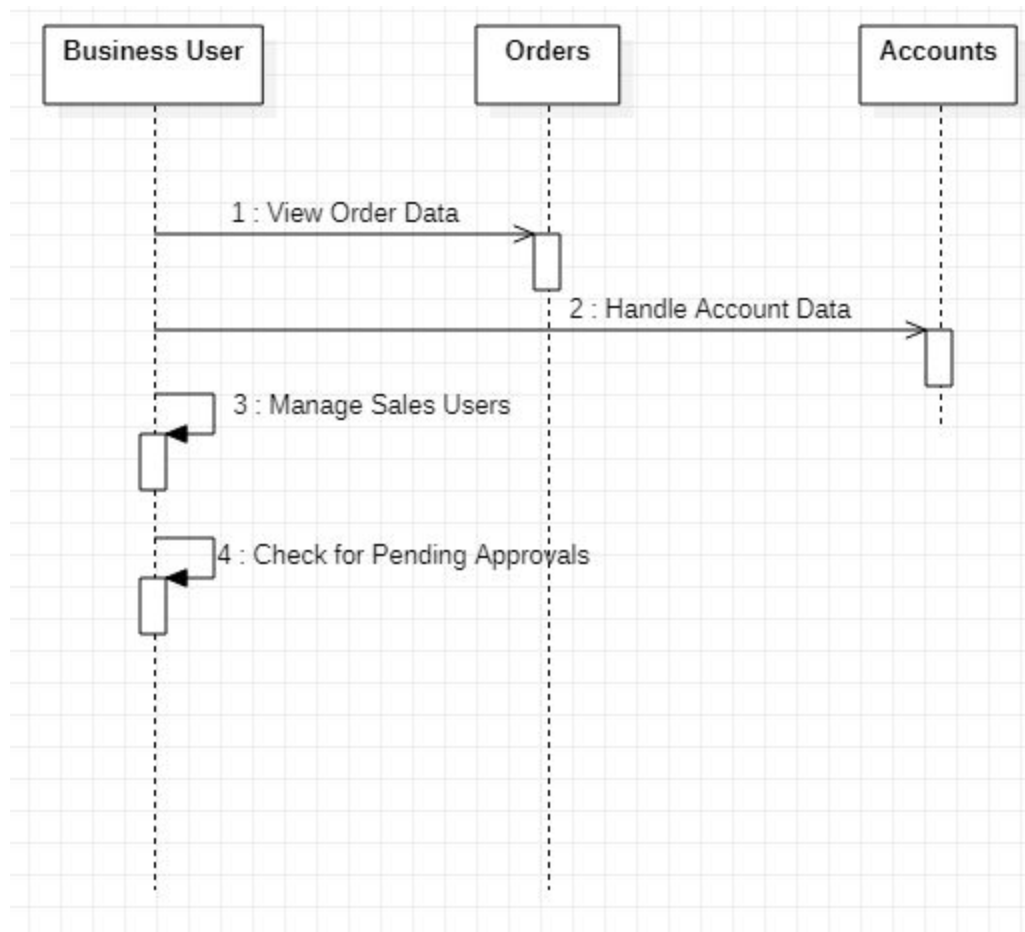 Business User
Orders
Accounts
1 : View Order Data
2 : Handle Account Data
3 : Manage Sales Users
4 : Check for Pending Approvals